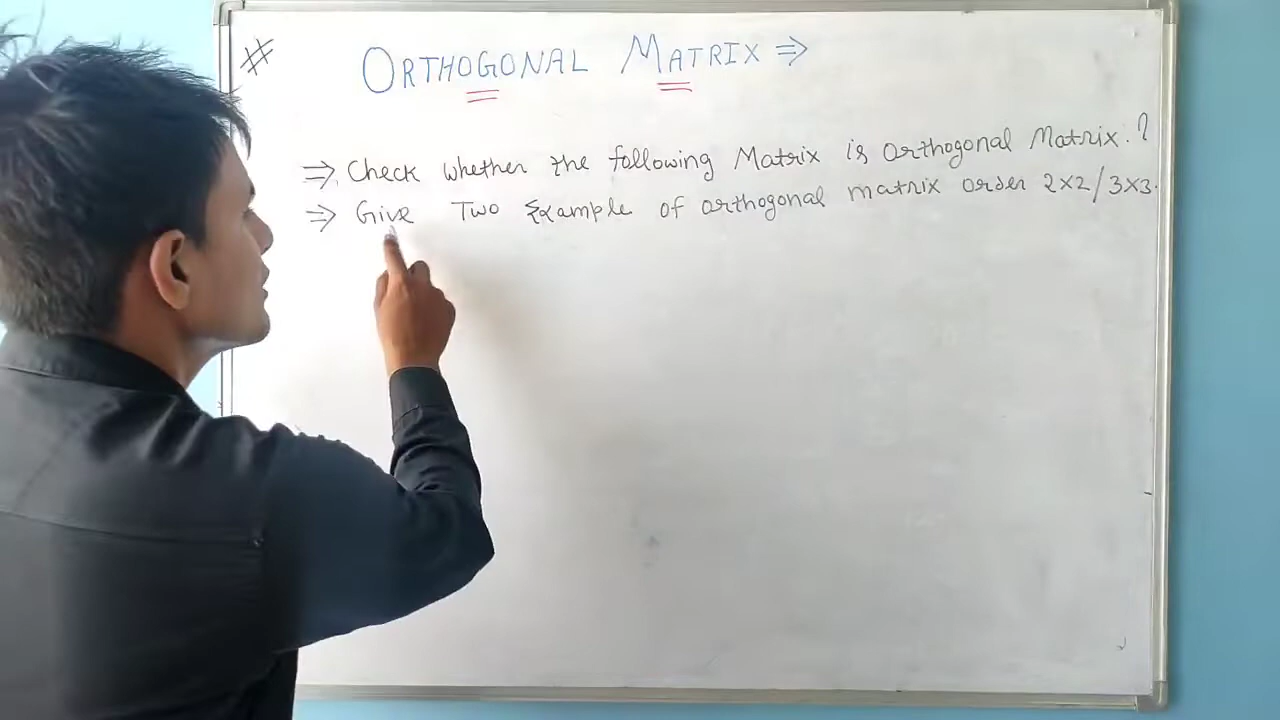 # ORTHOGONAL MATRIX ⇒
⇒ Check whether the following Matrix is orthogonal Matrix.?
⇒ Give Two Example of orthogonal matrix order 2×2/3×3.